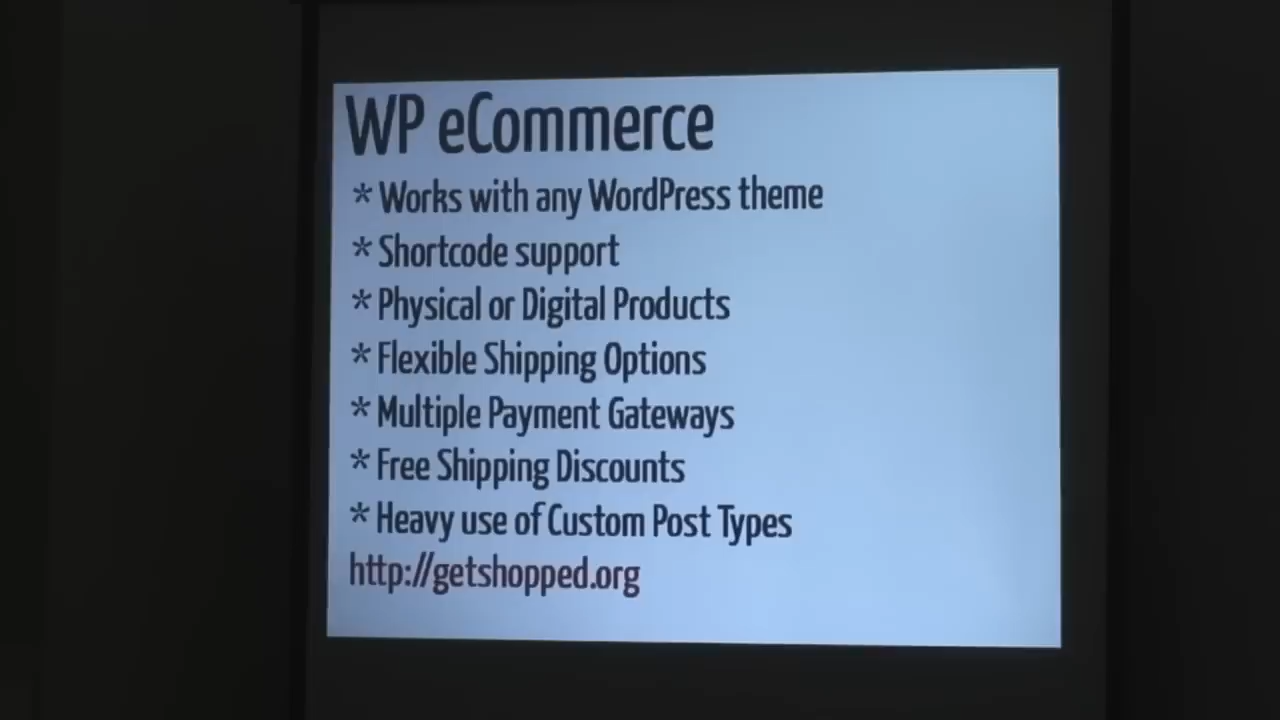 WP eCommerce
* Works with any WordPress theme
* Shortcode support
* Physical or Digital Products
* Flexible Shipping Options
* Multiple Payment Gateways
* Free Shipping Discounts
* Heavy use of Custom Post Types
http://getshopped.org